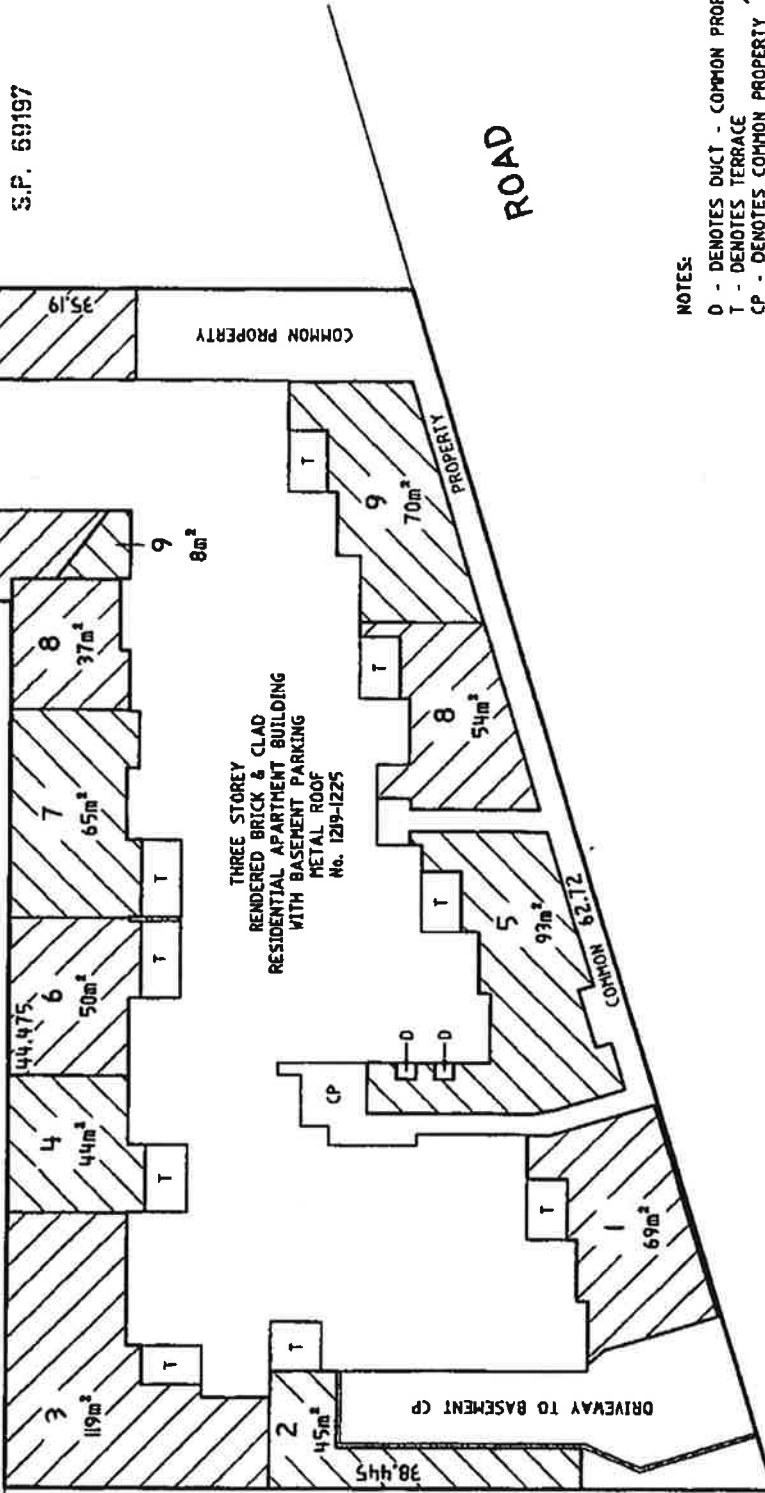 S.P. 69197
35.19
COMMON PROPERTY
9
8m²
8
37m²
7
65m²
T
44.475
6
50m²
T
4
44m²
T
3
119m²
T
THREE STOREY
RENDERED BRICK & CLAD
RESIDENTIAL APARTMENT BUILDING
WITH BASEMENT PARKING
METAL ROOF
No. 1219-1225
T
9
70m²
T
8
54m²
T
5
93m²
D
D
CP
T
1
69m²
T
2
45m²
38.445
DRIVEWAY TO BASEMENT CP
COMMON 62.72 PROPERTY
ROAD
NOTES:
D - DENOTES DUCT - COMMON
T - DENOTES TERRACE
CP - DENOTES COMMON PROPERTY